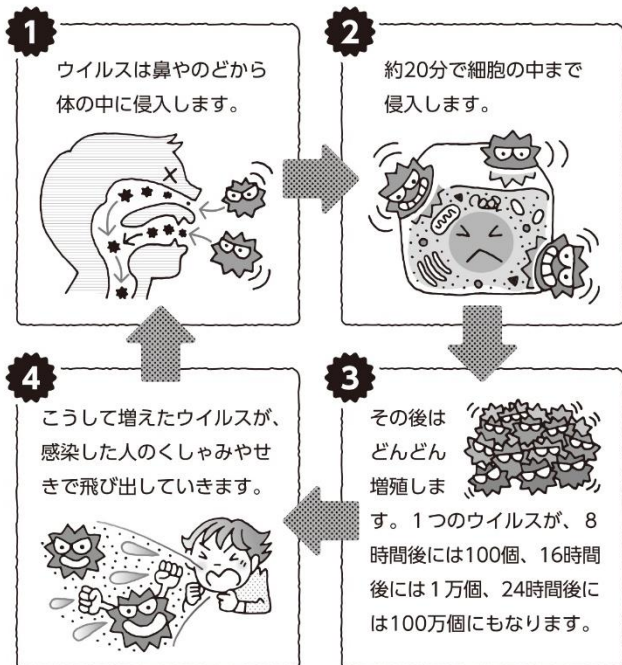 1
ウイルスは鼻やのどから
体の中に侵入します。
2
約20分で細胞の中まで
侵入します。
3
その後は
どんどん
増殖しま
す。1つのウイルスが、8
時間後には100個、16時間
後には1万個、24時間後に
は100万個にもなります。
4
こうして増えたウイルスが、
感染した人のくしゃみやせ
きで飛び出していきます。